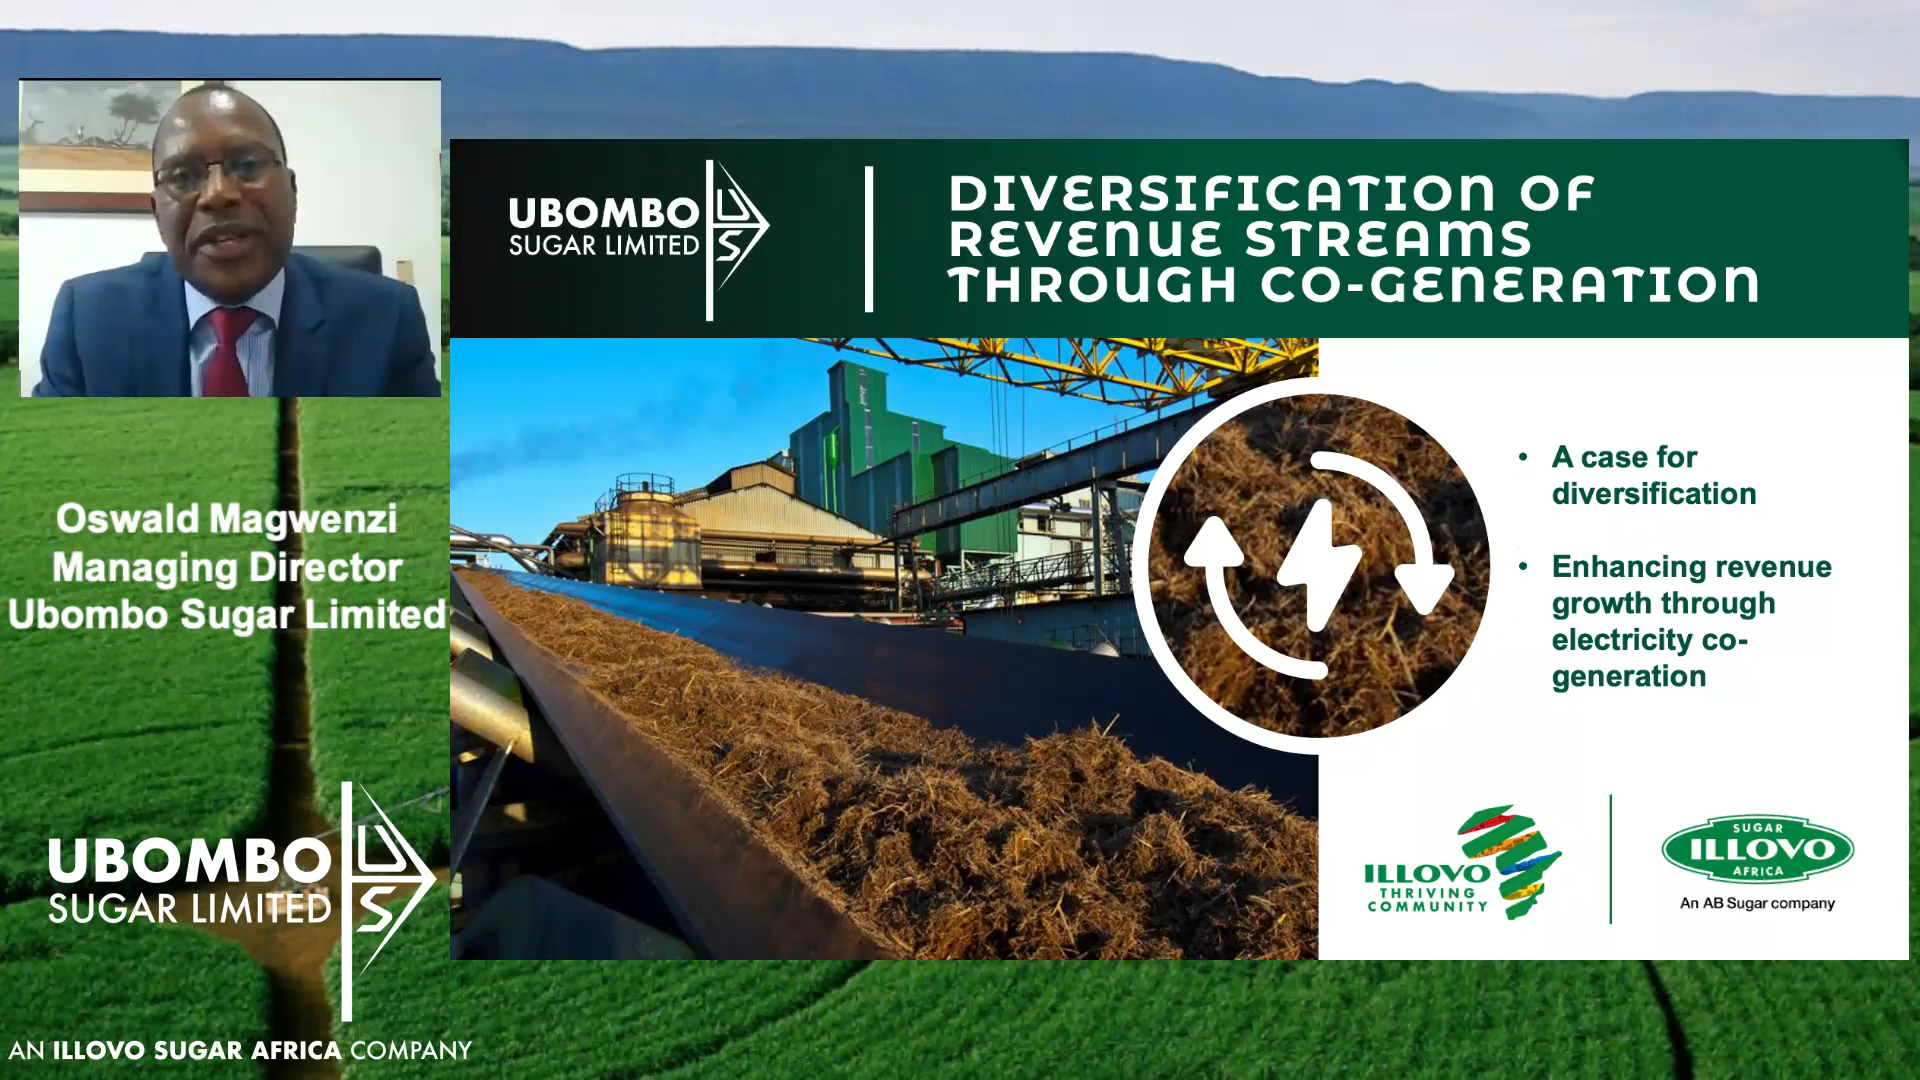 UBOMBO
SUGAR LIMITED
US
DIVERSIFICATION OF
REVENUE STREAMS
THROUGH CO-GENERATION
• A case for
diversification
• Enhancing revenue
growth through
electricity co-
generation
Oswald Magwenzi
Managing Director
Ubombo Sugar Limited
ILLOVO
THRIVING
COMMUNITY
SUGAR
ILLOVO
AFRICA
An AB Sugar company
UBOMBO
SUGAR LIMITED
US
AN ILLOVO SUGAR AFRICA COMPANY